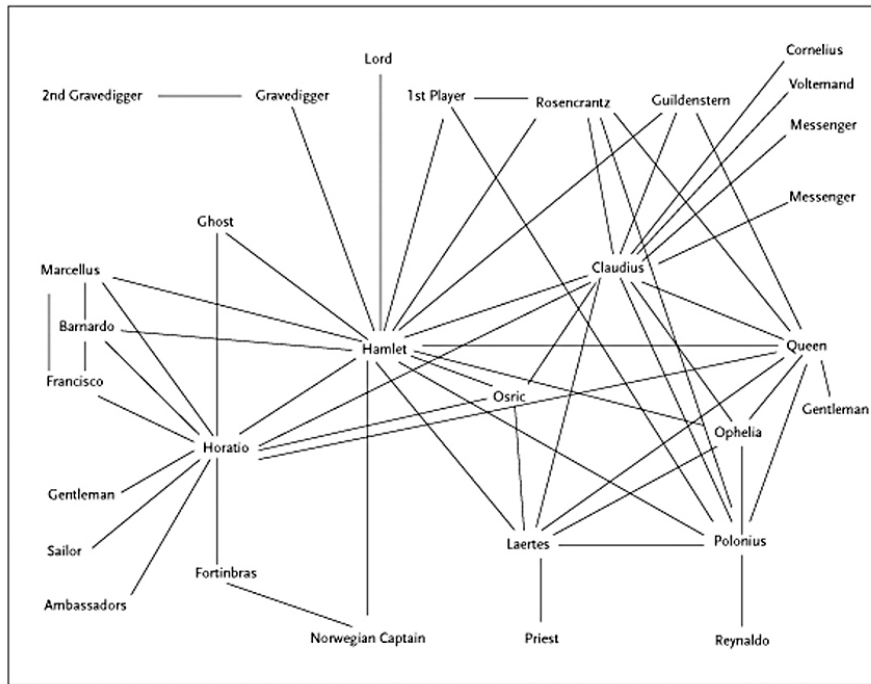 Cornelius
Lord
Voltemand
2nd Gravedigger
Gravedigger
1st Player
Rosencrantz
Guildenstern
Messenger
Messenger
Ghost
Marcellus
Claudius
Barnardo
Hamlet
Queen
Francisco
Osric
Gentleman
Ophelia
Horatio
Gentleman
Laertes
Polonius
Sailor
Fortinbras
Ambassadors
Norwegian Captain
Priest
Reynaldo